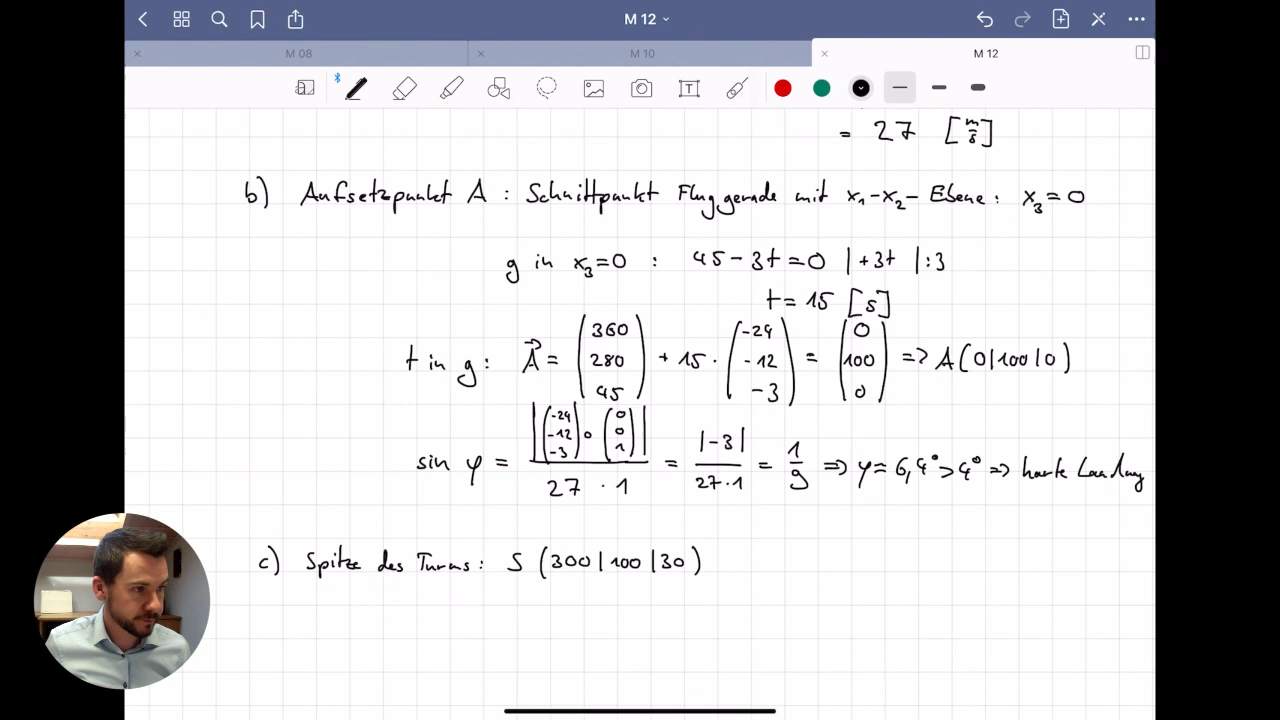 M 12
M 08
M 10
M 12
T
= 27 [m/s]
b) Aufsetzpunkt A : Schnittpunkt Fluggerade mit x₁-x₂- Ebene : x₃ = 0
g in x₃=0 : 45 - 3t = 0 | +3t | :3
t = 15 [s]
t in g : A⃗ = (360 280 45) + 15 · (-24 -12 -3) = (0 100 0) => A (0|100|0)
sin φ = |(-24 -12 -3) ∘ (0 0 1)| / 27 · 1 = |-3| / 27·1 = 1/9 => φ = 6,4° > 4° => harte Landung
c) Spitze des Turms : S (300|100|30)